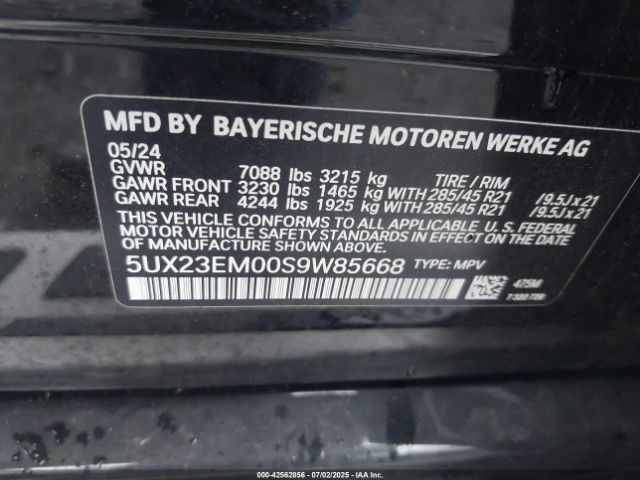 MFD BY BAYERISCHE MOTOREN WERKE AG
05/24
GVWR 7088 lbs 3215 kg TIRE / RIM
GAWR FRONT 3230 lbs 1465 kg WITH 285/45 R21 /9.5Jx21
GAWR REAR 4244 lbs 1925 kg WITH 285/45 R21 /9.5Jx21
THIS VEHICLE CONFORMS TO ALL APPLICABLE U. S. FEDERAL
MOTOR VEHICLE SAFETY STANDARDS IN EFFECT ON THE DATE
OF MANUFACTURE SHOWN ABOVE.
5UX23EM00S9W85668 TYPE: MPV
475M
000-42562856 - 07/02/2025 - IAAI.COM